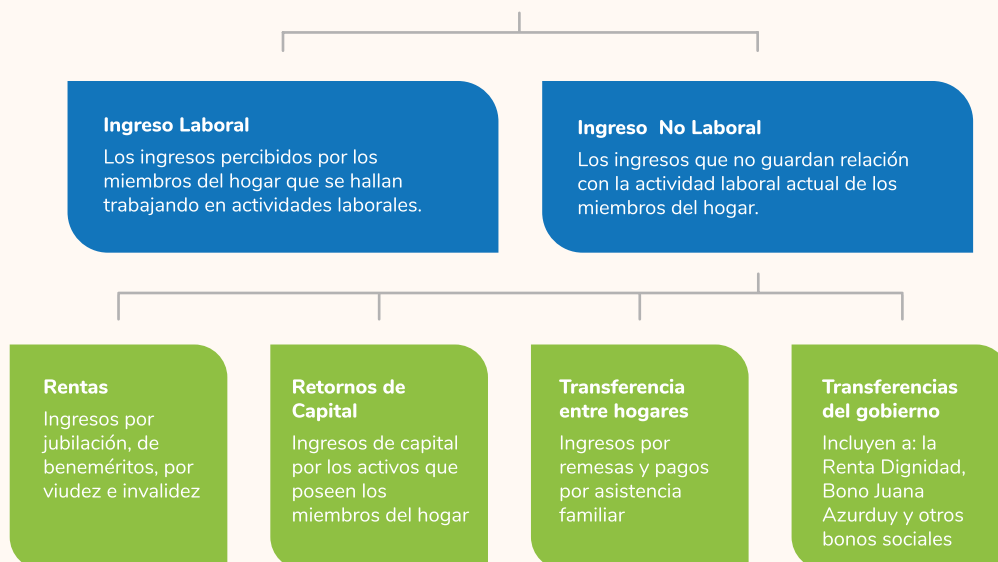 Ingreso Laboral
Los ingresos percibidos por los
miembros del hogar que se hallan
trabajando en actividades laborales.
Ingreso  No Laboral
Los ingresos que no guardan relación
con la actividad laboral actual de los
miembros del hogar.
Rentas
Ingresos por
jubilación, de
beneméritos, por
viudez e invalidez
Retornos de
Capital
Ingresos de capital
por los activos que
poseen los
miembros del hogar
Transferencia
entre hogares
Ingresos por
remesas y pagos
por asistencia
familiar
Transferencias
del gobierno
Incluyen a: la
Renta Dignidad,
Bono Juana
Azurduy y otros
bonos sociales